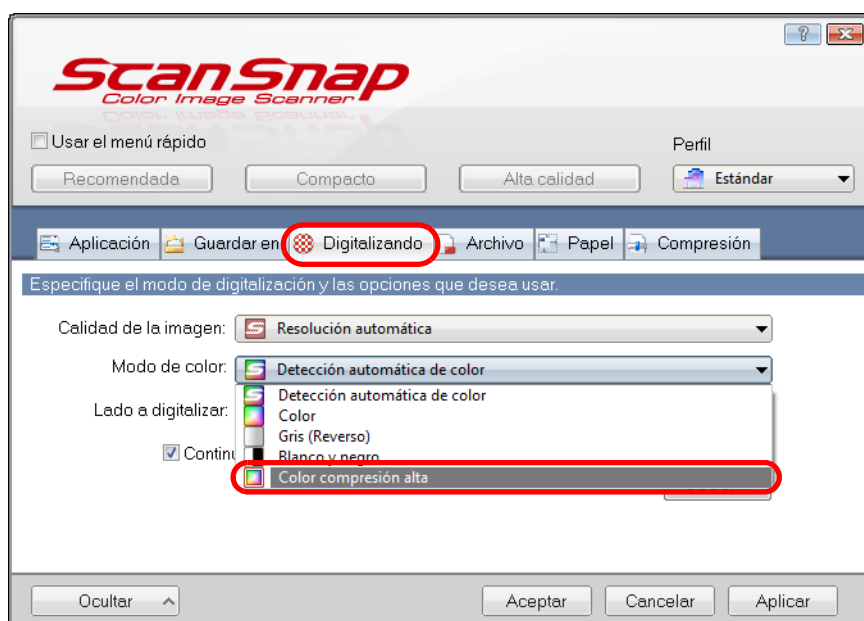 ScanSnap
Color Image Scanner
Usar el menú rápido
Perfil
Recomendada Compacto Alta calidad Estándar
Aplicación Guardar en Digitalizando Archivo Papel Compresión
Especifique el modo de digitalización y las opciones que desea usar.
Calidad de la imagen: Resolución automática
Modo de color: Detección automática de color
Detección automática de color
Lado a digitalizar: Color
Gris (Reverso)
Blanco y negro
Color compresión alta
Ocultar Aceptar Cancelar Aplicar